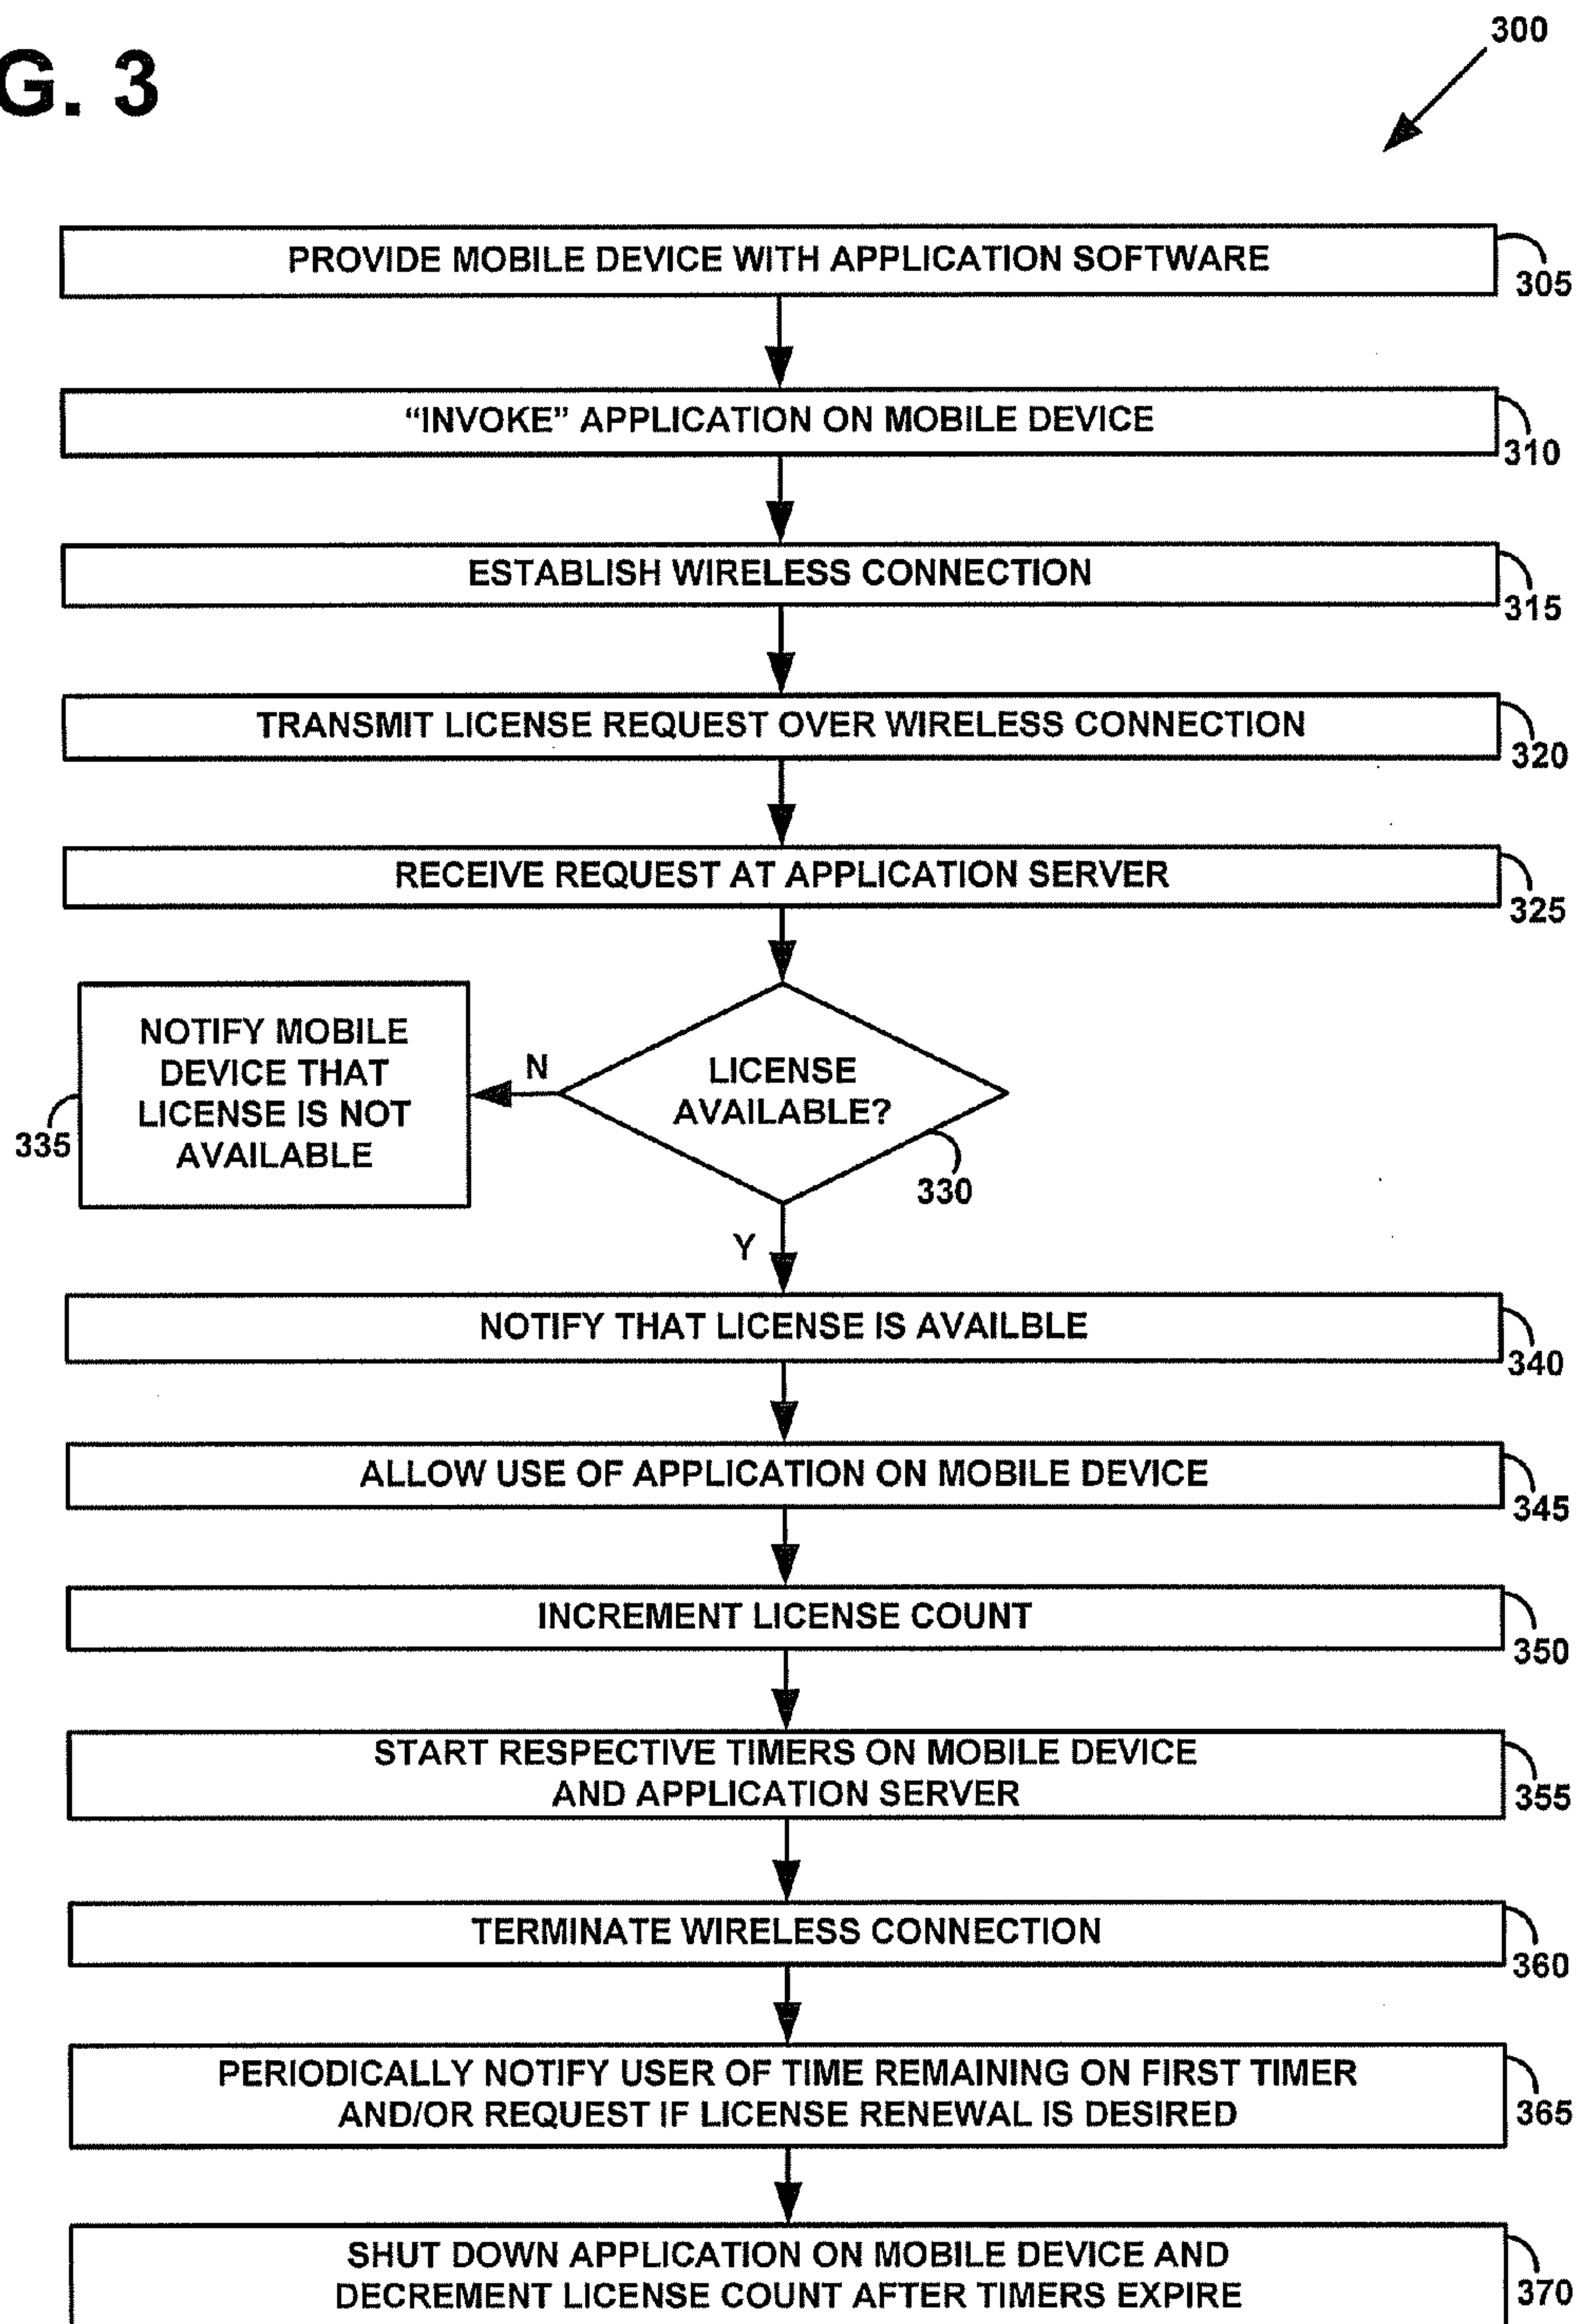 G. 3
300
PROVIDE MOBILE DEVICE WITH APPLICATION SOFTWARE
305
“INVOKE” APPLICATION ON MOBILE DEVICE
310
ESTABLISH WIRELESS CONNECTION
315
TRANSMIT LICENSE REQUEST OVER WIRELESS CONNECTION
320
RECEIVE REQUEST AT APPLICATION SERVER
325
NOTIFY MOBILE
DEVICE THAT
LICENSE IS NOT
AVAILABLE
335
N
LICENSE
AVAILABLE?
330
Y
NOTIFY THAT LICENSE IS AVAILBLE
340
ALLOW USE OF APPLICATION ON MOBILE DEVICE
345
INCREMENT LICENSE COUNT
350
START RESPECTIVE TIMERS ON MOBILE DEVICE
AND APPLICATION SERVER
355
TERMINATE WIRELESS CONNECTION
360
PERIODICALLY NOTIFY USER OF TIME REMAINING ON FIRST TIMER
AND/OR REQUEST IF LICENSE RENEWAL IS DESIRED
365
SHUT DOWN APPLICATION ON MOBILE DEVICE AND
DECREMENT LICENSE COUNT AFTER TIMERS EXPIRE
370